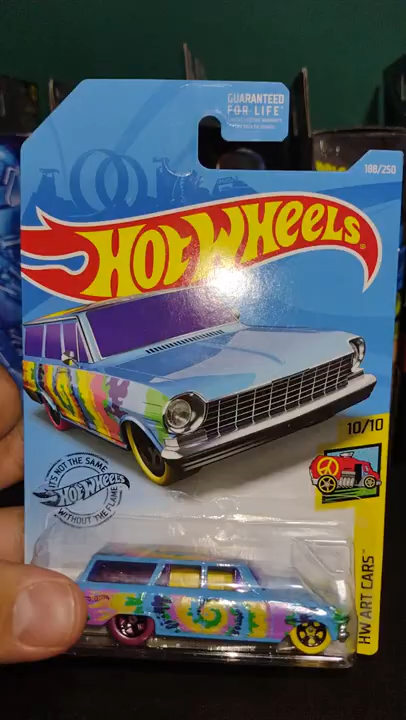 GUARANTEED
FOR LIFE
188/250
HOT WHEELS
10/10
IT'S NOT THE SAME
HOT WHEELS
WITHOUT THE FLAME
HW ART CARS™